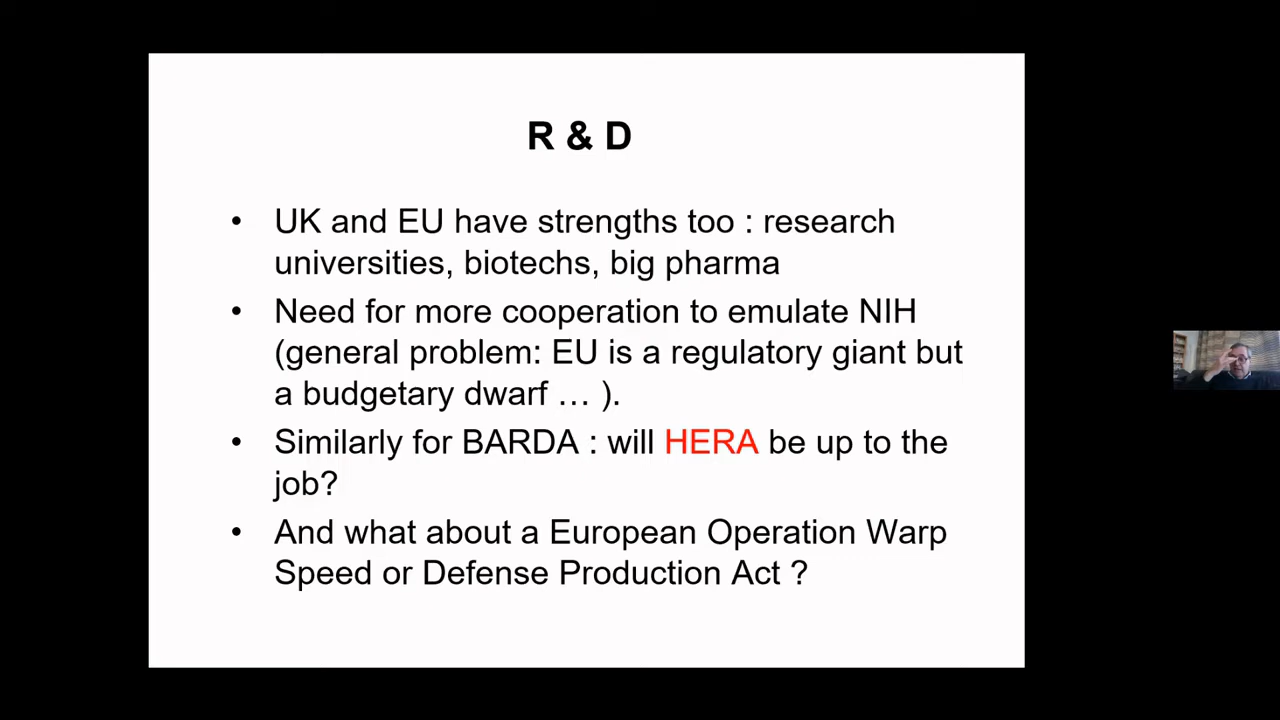 R & D
• UK and EU have strengths too : research
universities, biotechs, big pharma
• Need for more cooperation to emulate NIH
(general problem: EU is a regulatory giant but
a budgetary dwarf … ).
• Similarly for BARDA : will HERA be up to the
job?
• And what about a European Operation Warp
Speed or Defense Production Act ?